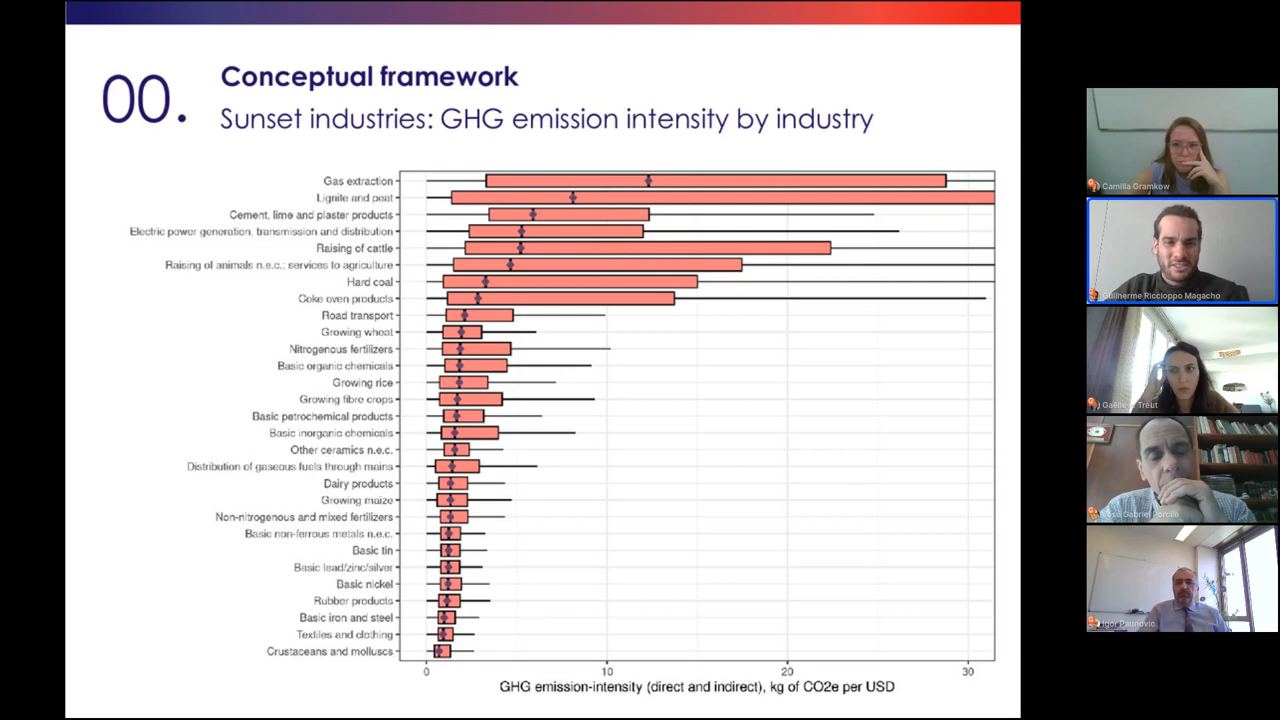 00.
Conceptual framework
Sunset industries: GHG emission intensity by industry
Gas extraction
Lignite and peat
Cement, lime and plaster products
Electric power generation, transmission and distribution
Raising of cattle
Raising of animals n.e.c.; services to agriculture
Hard coal
Coke oven products
Road transport
Growing wheat
Nitrogenous fertilizers
Basic organic chemicals
Growing rice
Growing fibre crops
Basic petrochemical products
Basic inorganic chemicals
Other ceramics n.e.c.
Distribution of gaseous fuels through mains
Dairy products
Growing maize
Non-nitrogenous and mixed fertilizers
Basic non-ferrous metals n.e.c.
Basic tin
Basic lead/zinc/silver
Basic nickel
Rubber products
Basic iron and steel
Textiles and clothing
Crustaceans and molluscs
0 10 20 30
GHG emission-intensity (direct and indirect), kg of CO2e per USD
Camilla Gramkow
Guilherme Riccioppo Magacho
Treut
José Gabriel Porcile
Igor Paunovic